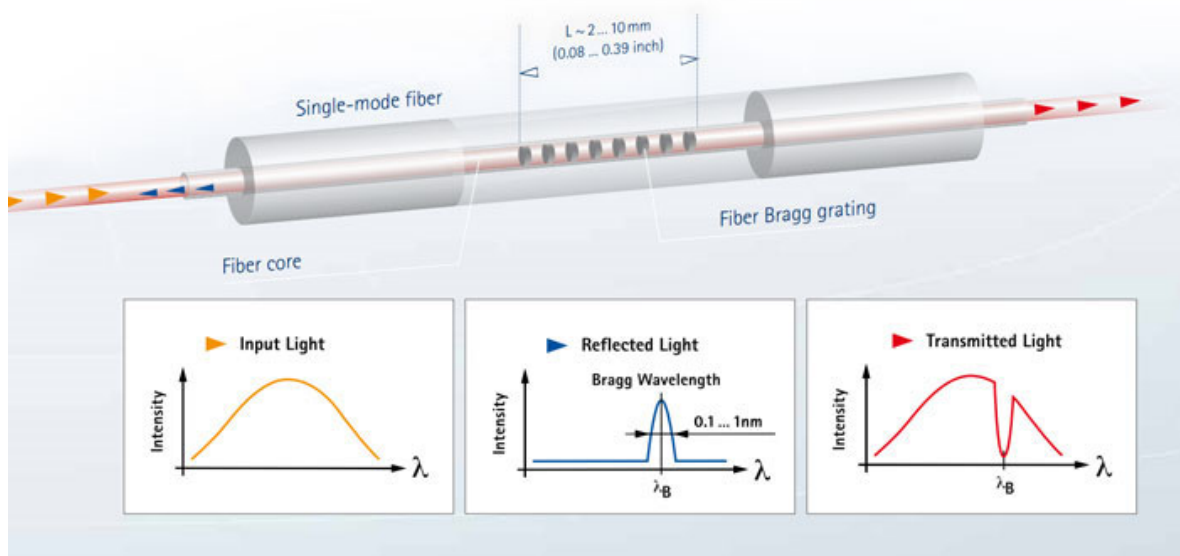 L ~ 2 ... 10 mm
(0.08 ... 0.39 inch)
Single-mode fiber
Fiber Bragg grating
Fiber core
Input Light
Intensity
λ
Reflected Light
Bragg Wavelength
0.1 ... 1nm
Intensity
λ
λB
Transmitted Light
Intensity
λ
λB